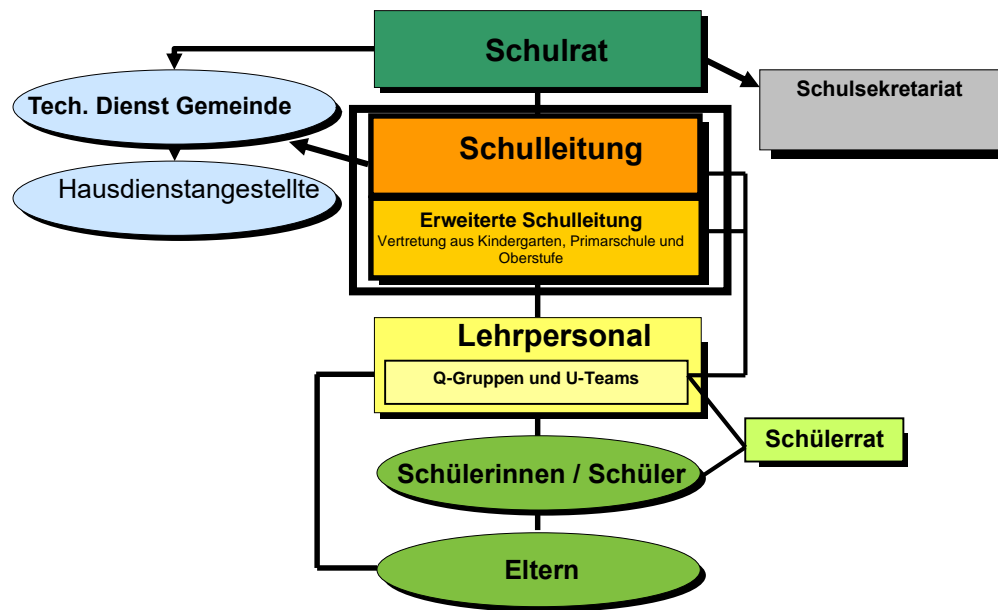 Schulrat
Schulsekretariat
Tech. Dienst Gemeinde
Schulleitung
Hausdienstangestellte
Erweiterte Schulleitung
Vertretung aus Kindergarten, Primarschule und
Oberstufe
Lehrpersonal
Q-Gruppen und U-Teams
Schülerrat
Schülerinnen / Schüler
Eltern